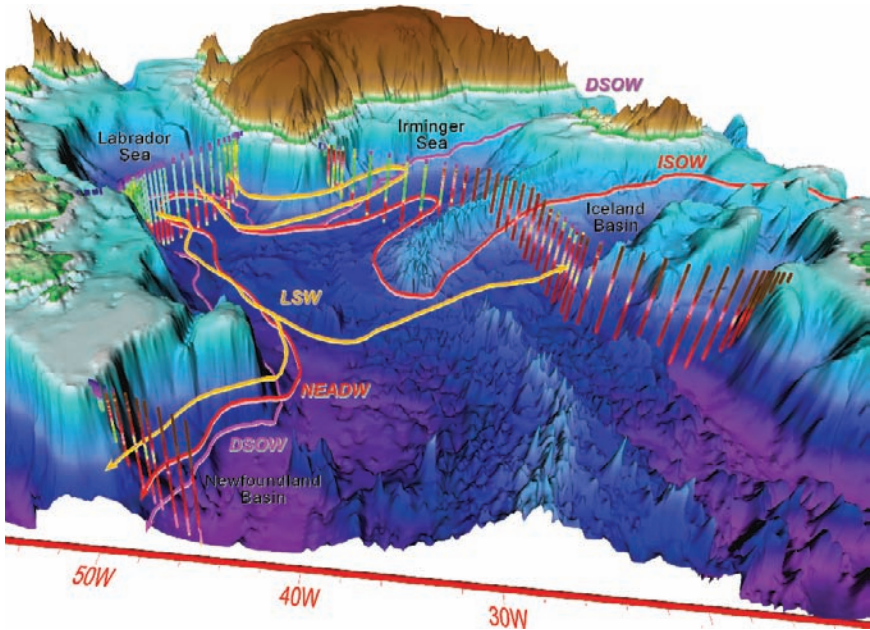 DSOW
Labrador
Sea
Irminger
Sea
ISOW
Iceland
Basin
LSW
NEADW
DSOW
Newfoundland
Basin
50W
40W
30W